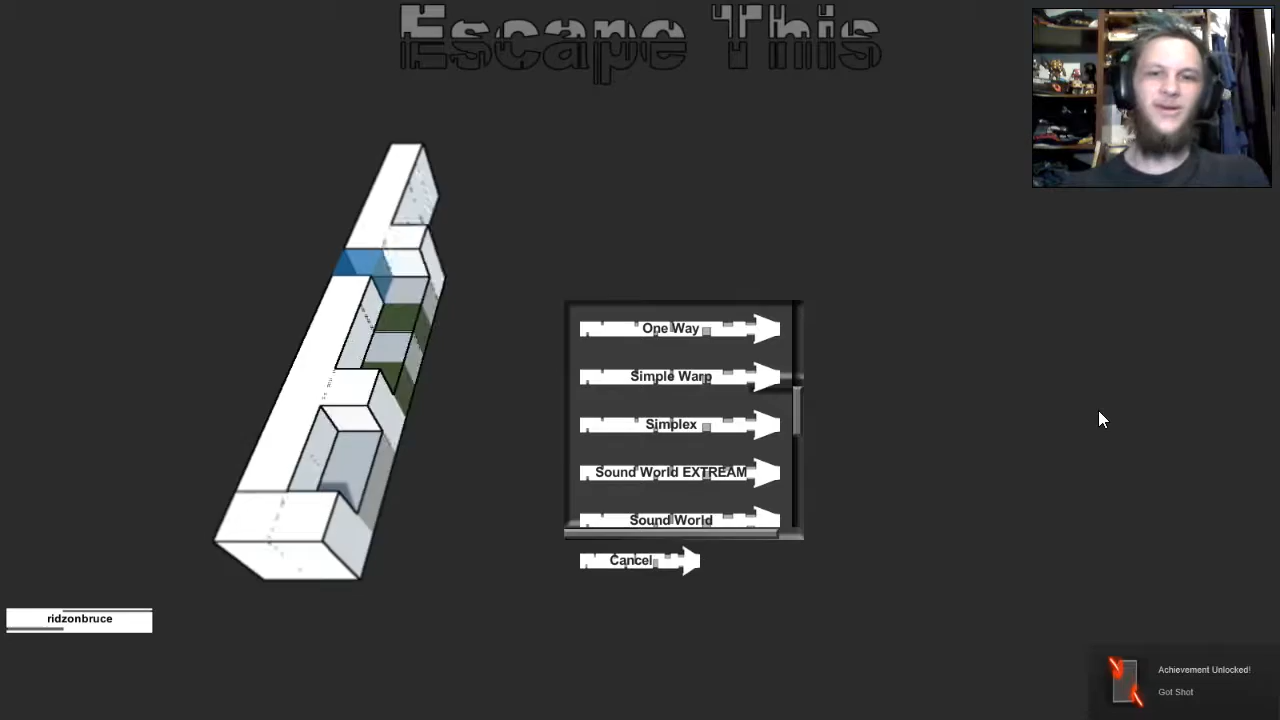 Escape This
One Way
Simple Warp
Simplex
Sound World EXTREAM
Sound World
Cancel
ridzonbruce
Achievement Unlocked!
Got Shot